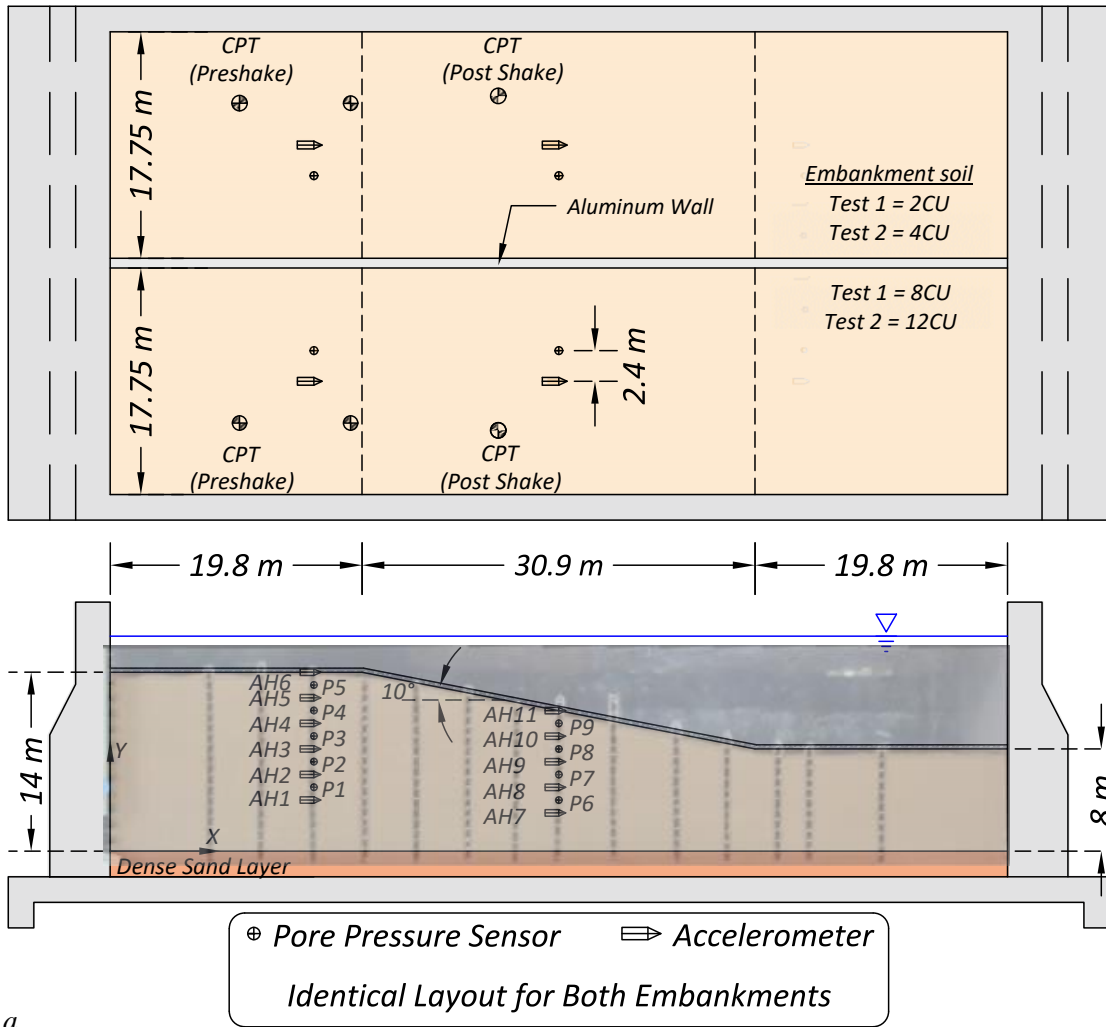 CPT
(Preshake)
CPT
(Post Shake)
17.75 m
Embankment soil
Test 1 = 2CU
Test 2 = 4CU
Aluminum Wall
Test 1 = 8CU
Test 2 = 12CU
17.75 m
2.4 m
CPT
(Preshake)
CPT
(Post Shake)
19.8 m
30.9 m
19.8 m
14 m
AH6
P5
AH5
P4
AH4
P3
AH3
P2
AH2
P1
AH1
10°
AH11
P9
AH10
P8
AH9
P7
AH8
P6
AH7
8 m
Y
X
Dense Sand Layer
Pore Pressure Sensor
Accelerometer
Identical Layout for Both Embankments
a